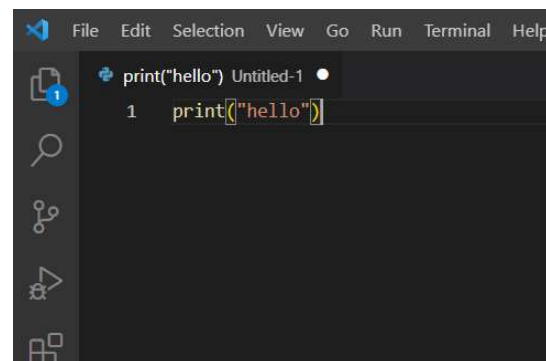 File Edit Selection View Go Run Terminal Help
print("hello") Untitled-1
1 print("hello")
1